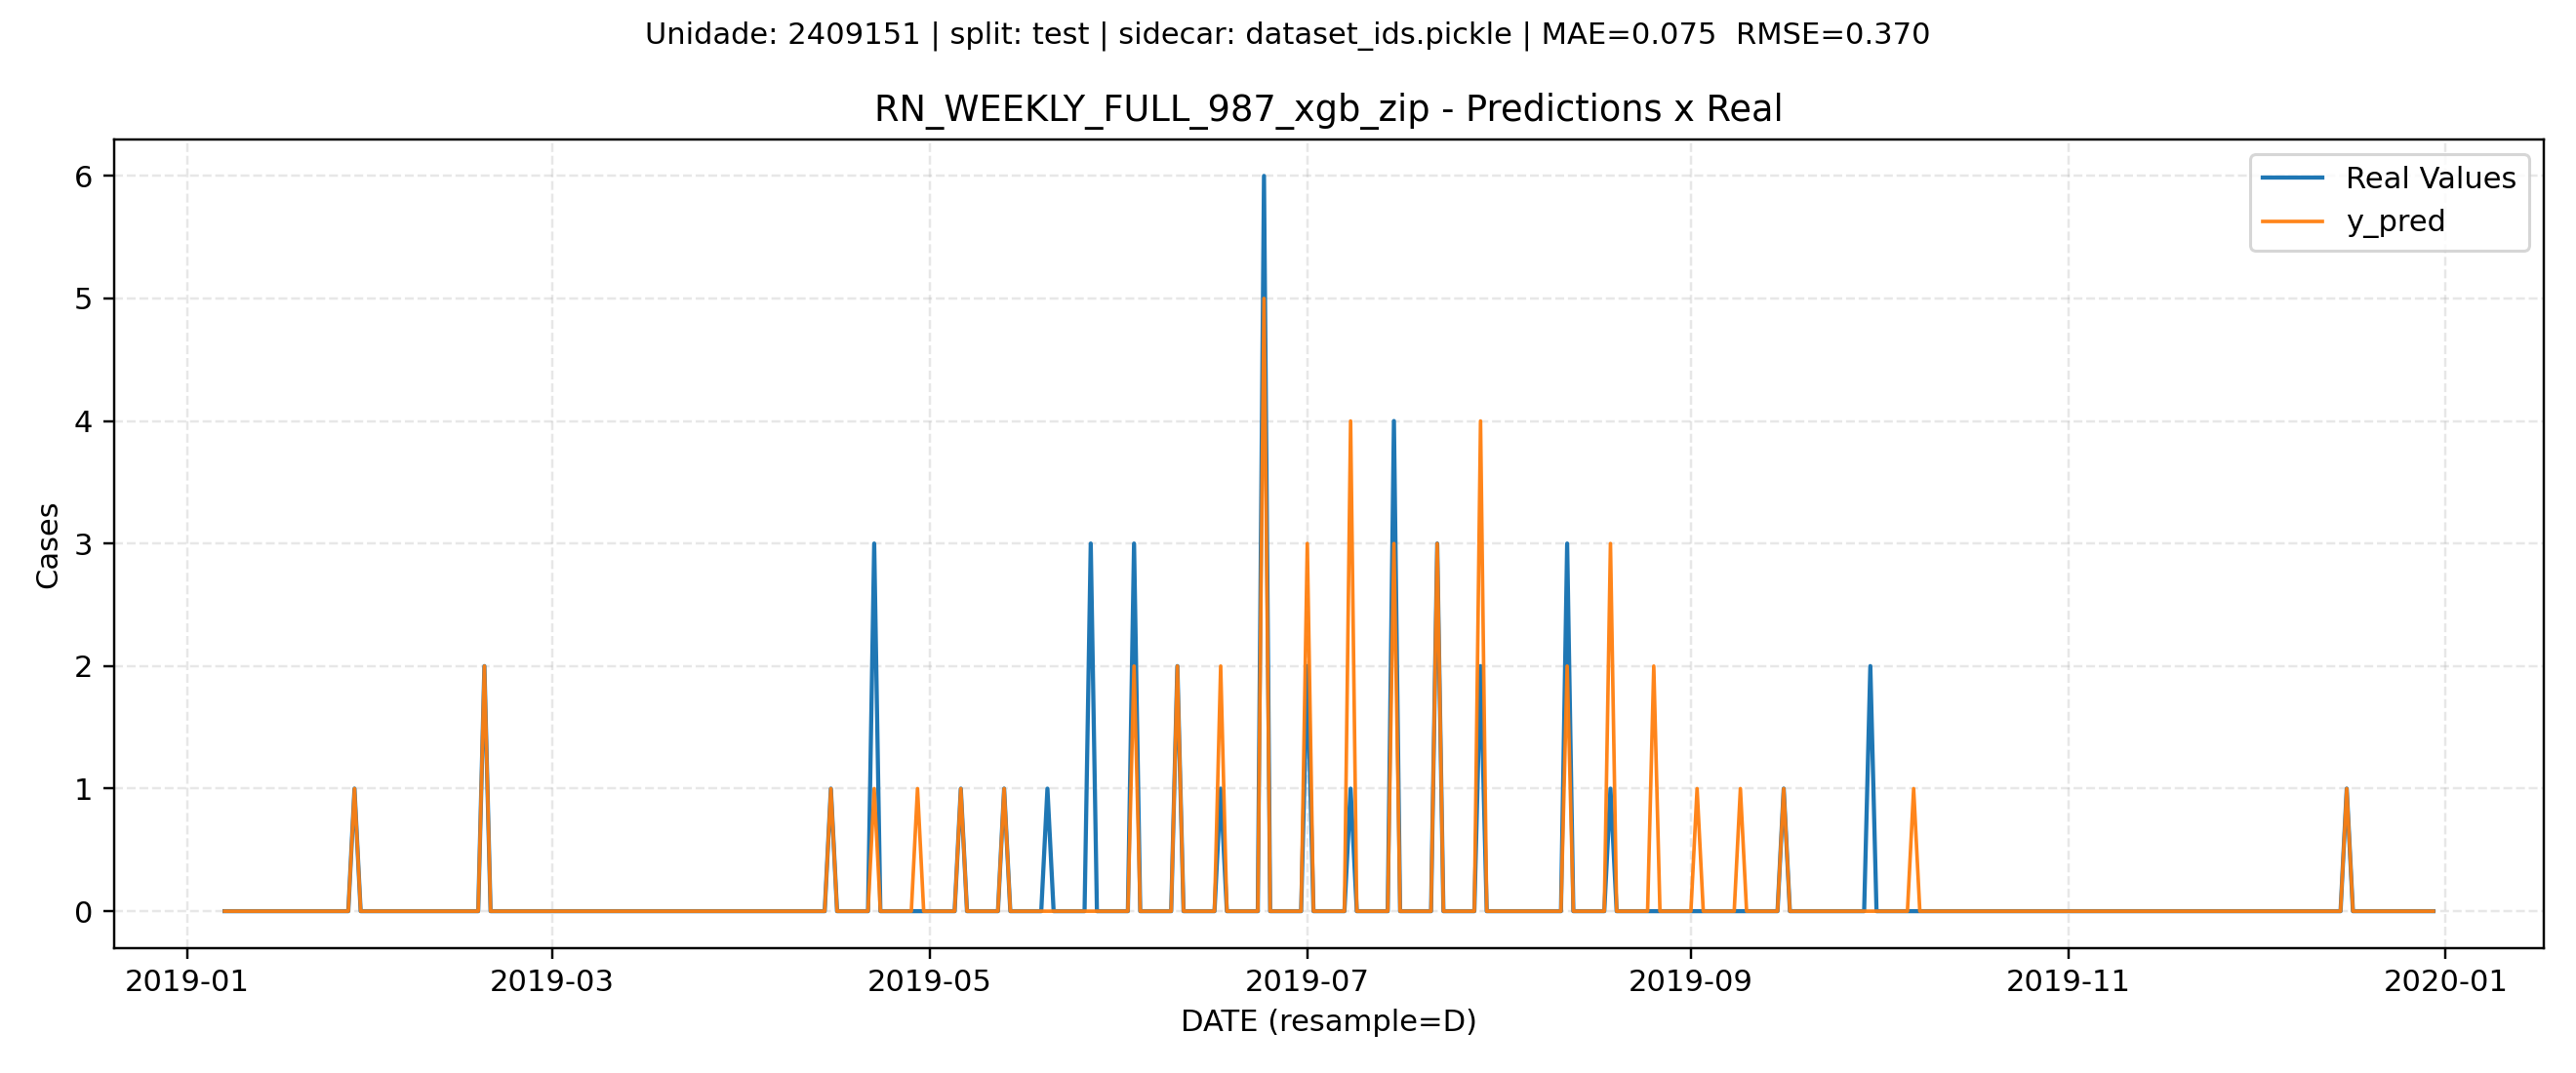 Unidade: 2409151 | split: test | sidecar: dataset_ids.pickle | MAE=0.075  RMSE=0.370
RN_WEEKLY_FULL_987_xgb_zip - Predictions x Real
Real Values
y_pred
6
5
4
3
2
1
0
Cases
2019-01
2019-03
2019-05
2019-07
2019-09
2019-11
2020-01
DATE (resample=D)